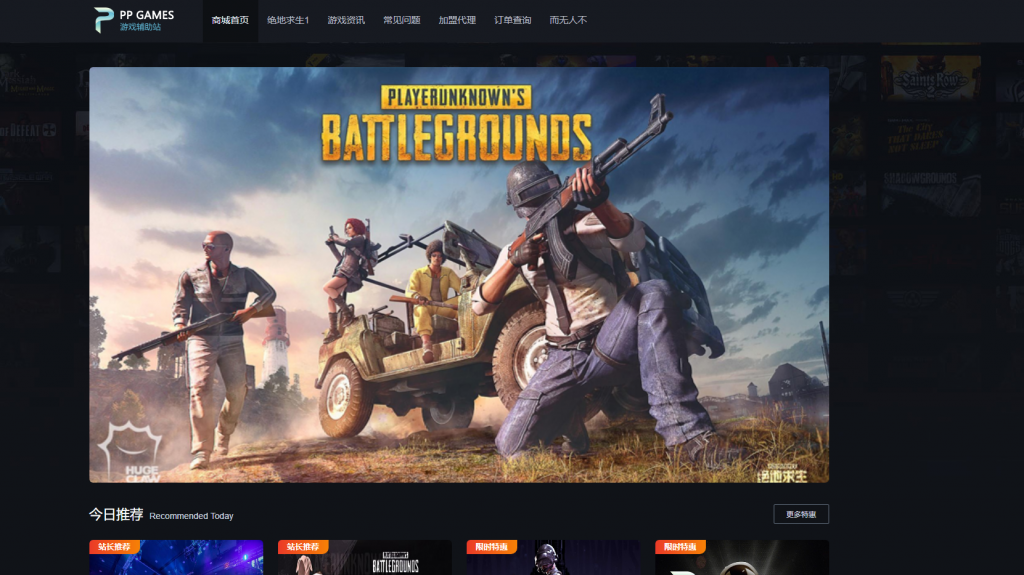 PP GAMES
游戏辅助站
商城首页
绝地求生1
游戏资讯
常见问题
加盟代理
订单查询
而无人不
PLAYERUNKNOWN'S
BATTLEGROUNDS
HUGE
CLAW
绝地求生
今日推荐 Recommended Today
更多特惠
站长推荐
站长推荐
限时特惠
限时特惠
PLAYERUNKNOWN'S
BATTLEGROUNDS